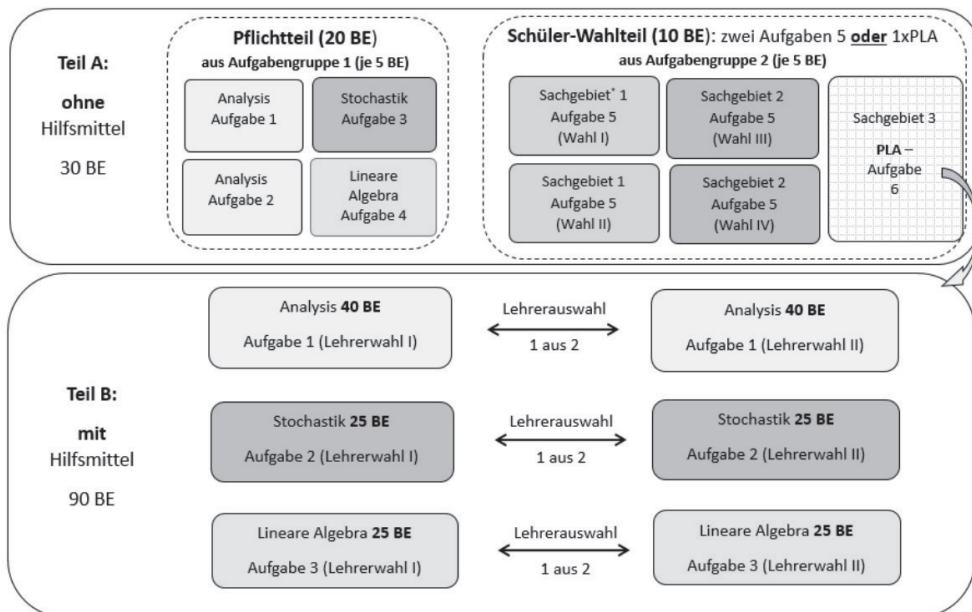 Teil A:
ohne
Hilfsmittel
30 BE
Pflichtteil (20 BE)
aus Aufgabengruppe 1 (je 5 BE)
Analysis
Aufgabe 1
Stochastik
Aufgabe 3
Analysis
Aufgabe 2
Lineare
Algebra
Aufgabe 4
Schüler-Wahlteil (10 BE): zwei Aufgaben 5 oder 1xPLA
aus Aufgabengruppe 2 (je 5 BE)
Sachgebiet* 1
Aufgabe 5
(Wahl I)
Sachgebiet 2
Aufgabe 5
(Wahl III)
Sachgebiet 1
Aufgabe 5
(Wahl II)
Sachgebiet 2
Aufgabe 5
(Wahl IV)
Sachgebiet 3
PLA –
Aufgabe
6
Teil B:
mit
Hilfsmittel
90 BE
Analysis 40 BE
Aufgabe 1 (Lehrerwahl I)
Lehrerauswahl
1 aus 2
Analysis 40 BE
Aufgabe 1 (Lehrerwahl II)
Stochastik 25 BE
Aufgabe 2 (Lehrerwahl I)
Lehrerauswahl
1 aus 2
Stochastik 25 BE
Aufgabe 2 (Lehrerwahl II)
Lineare Algebra 25 BE
Aufgabe 3 (Lehrerwahl I)
Lehrerauswahl
1 aus 2
Lineare Algebra 25 BE
Aufgabe 3 (Lehrerwahl II)